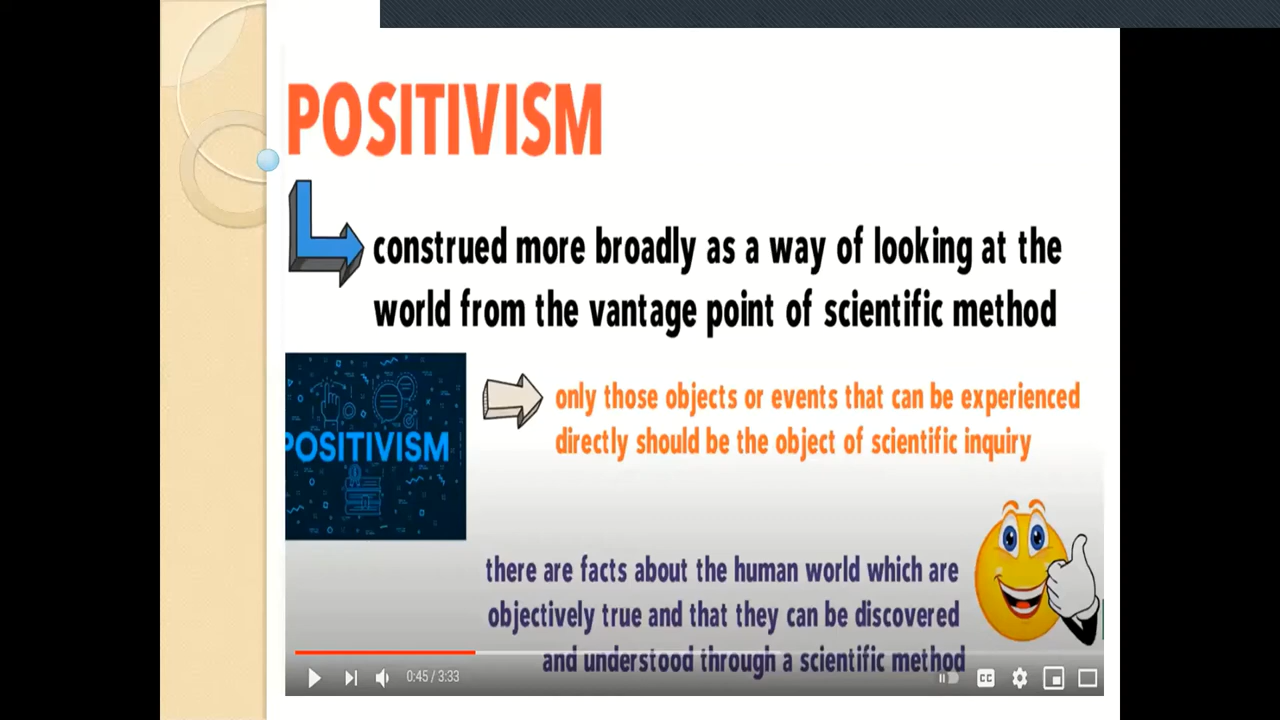 POSITIVISM
construed more broadly as a way of looking at the
world from the vantage point of scientific method
POSITIVISM
only those objects or events that can be experienced
directly should be the object of scientific inquiry
there are facts about the human world which are
objectively true and that they can be discovered
and understood through a scientific method
0:45 / 3:33
CC